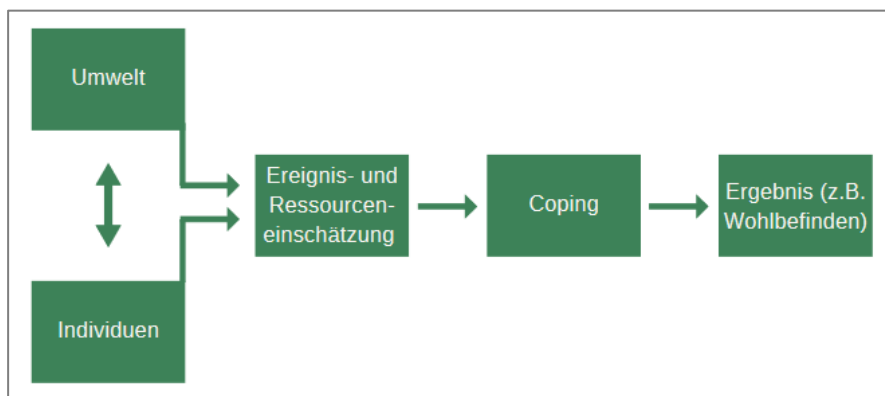 Umwelt
Ereignis- und
Ressourcen-
einschätzung
Coping
Ergebnis (z.B.
Wohlbefinden)
Individuen